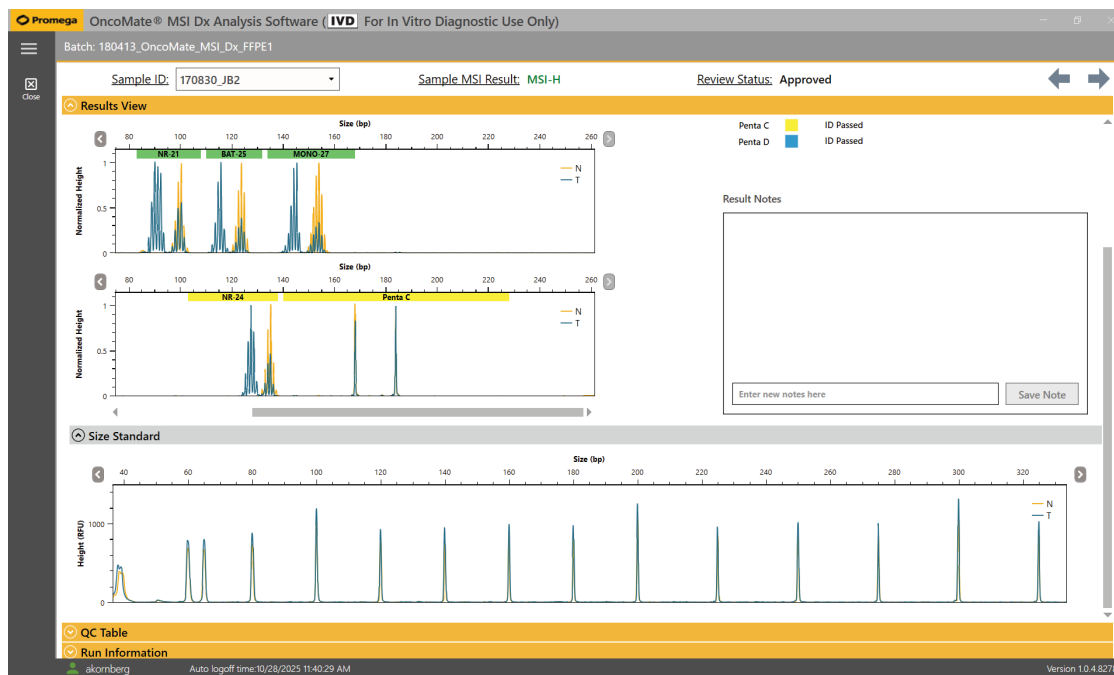 Promega OncoMate® MSI Dx Analysis Software ( IVD For In Vitro Diagnostic Use Only)
Batch: 180413_OncoMate_MSI_Dx_FFPE1
Close
Sample ID: 170830_JB2 Sample MSI Result: MSI-H Review Status: Approved
Results View
Size (bp)
80 100 120 140 160 180 200 220 240 260
NR-21 BAT-25 MONO-27
Normalized Height
1
0.5
0
N
T
Size (bp)
80 100 120 140 160 180 200 220 240 260
NR-24 Penta C
Normalized Height
1
0.5
0
N
T
Penta C ID Passed
Penta D ID Passed
Result Notes
Enter new notes here Save Note
Size Standard
Size (bp)
40 60 80 100 120 140 160 180 200 220 240 260 280 300 320
Height (RFU)
1000
0
N
T
QC Table
Run Information
akornberg Auto logoff time:10/28/2025 11:40:29 AM Version 1.0.4.8278